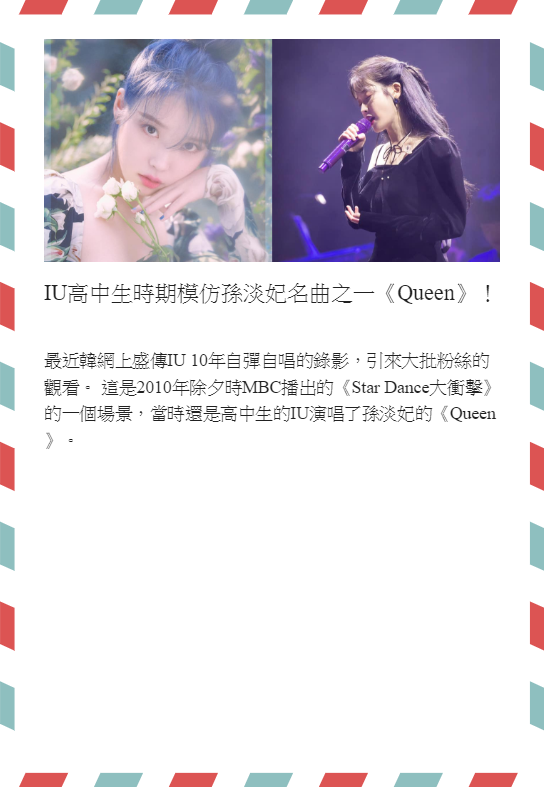 IU高中生時期模仿孫淡妃名曲之一《Queen》！
最近韓網上盛傳IU 10年自彈自唱的錄影，引來大批粉絲的
觀看。 這是2010年除夕時MBC播出的《Star Dance大衝擊》
的一個場景，當時還是高中生的IU演唱了孫淡妃的《Queen
》。